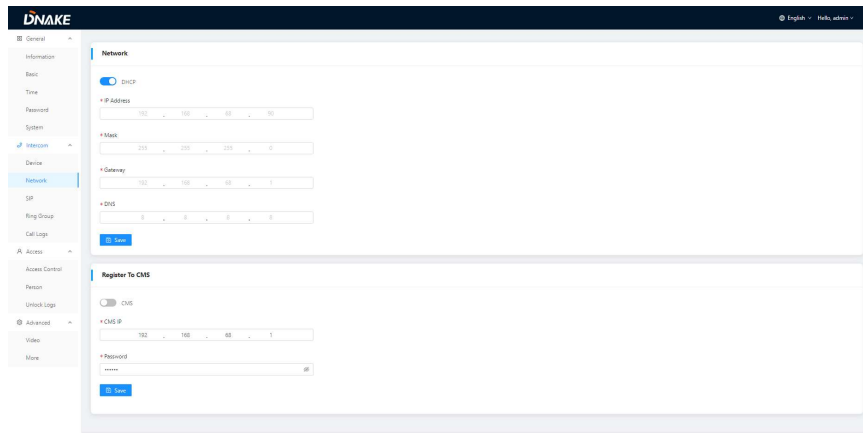 DNAKE
English
Hello, admin
General
Information
Basic
Time
Password
System
Intercom
Device
Network
SIP
Ring Group
Call Logs
Access
Access Control
Person
Unlock Logs
Advanced
Video
More
Network
DHCP
* IP Address
192 . 168 . 68 . 90
* Mask
255 . 255 . 255 . 0
* Gateway
192 . 168 . 68 . 1
* DNS
8 . 8 . 8 . 8
Save
Register To CMS
CMS
* CMS IP
192 . 168 . 68 . 1
* Password
••••••
Save